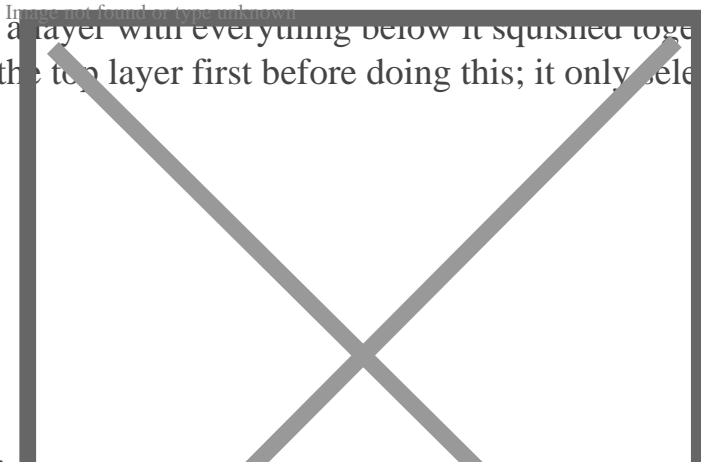 Image not found or type unknown
a layer with everything below it squished toge
the top layer first before doing this; it only sele